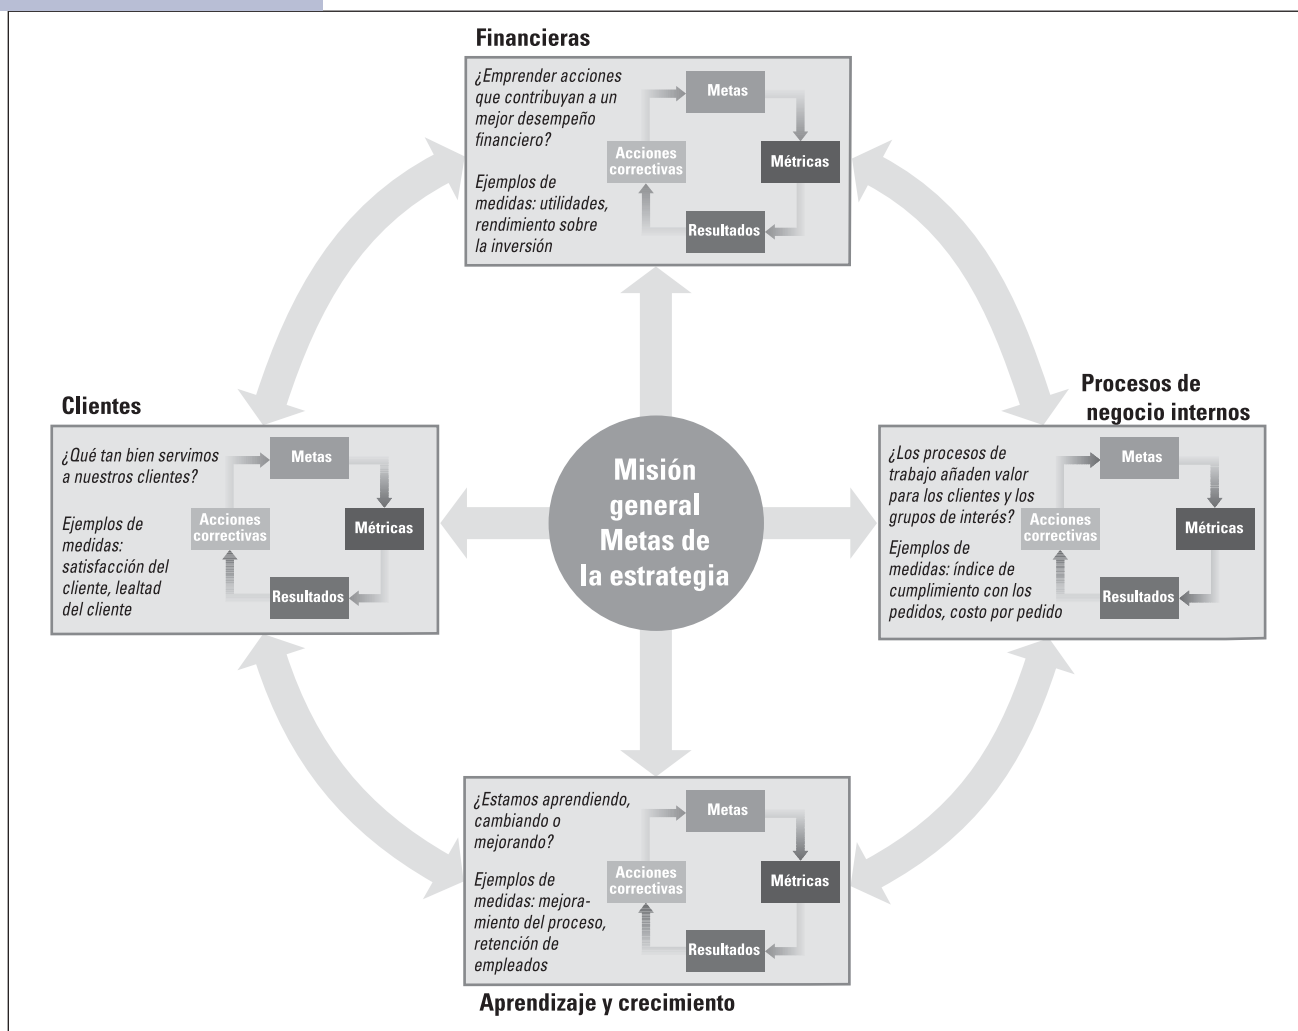 Financieras
¿Emprender acciones
que contribuyan a un
mejor desempeño
financiero?
Ejemplos de
medidas: utilidades,
rendimiento sobre
la inversión
Metas
Métricas
Resultados
Acciones
correctivas
Clientes
¿Qué tan bien servimos
a nuestros clientes?
Ejemplos de
medidas:
satisfacción del
cliente, lealtad
del cliente
Metas
Métricas
Resultados
Acciones
correctivas
Misión
general
Metas de
la estrategia
Procesos de
negocio internos
¿Los procesos de
trabajo añaden valor
para los clientes y los
grupos de interés?
Ejemplos de
medidas: índice de
cumplimiento con los
pedidos, costo por pedido
Metas
Métricas
Resultados
Acciones
correctivas
¿Estamos aprendiendo,
cambiando o
mejorando?
Ejemplos de
medidas: mejora-
miento del proceso,
retención de
empleados
Metas
Métricas
Resultados
Acciones
correctivas
Aprendizaje y crecimiento